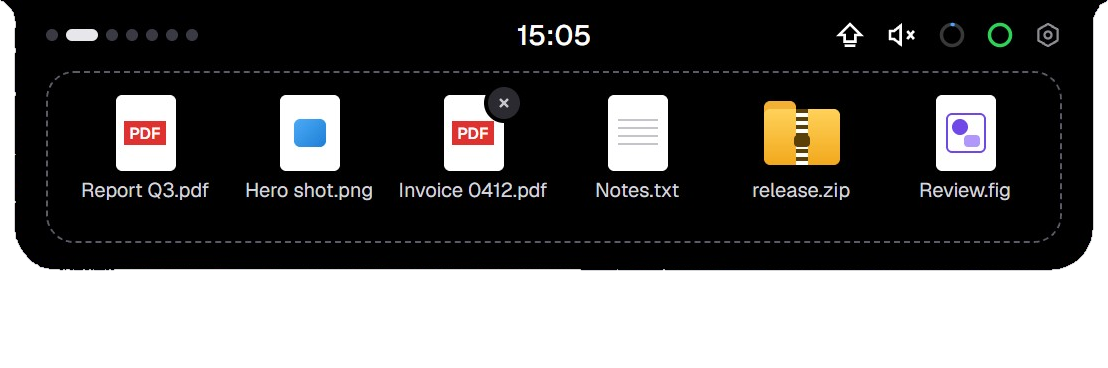 15:05
PDF
PDF
Report Q3.pdf
Hero shot.png
Invoice 0412.pdf
Notes.txt
release.zip
Review.fig